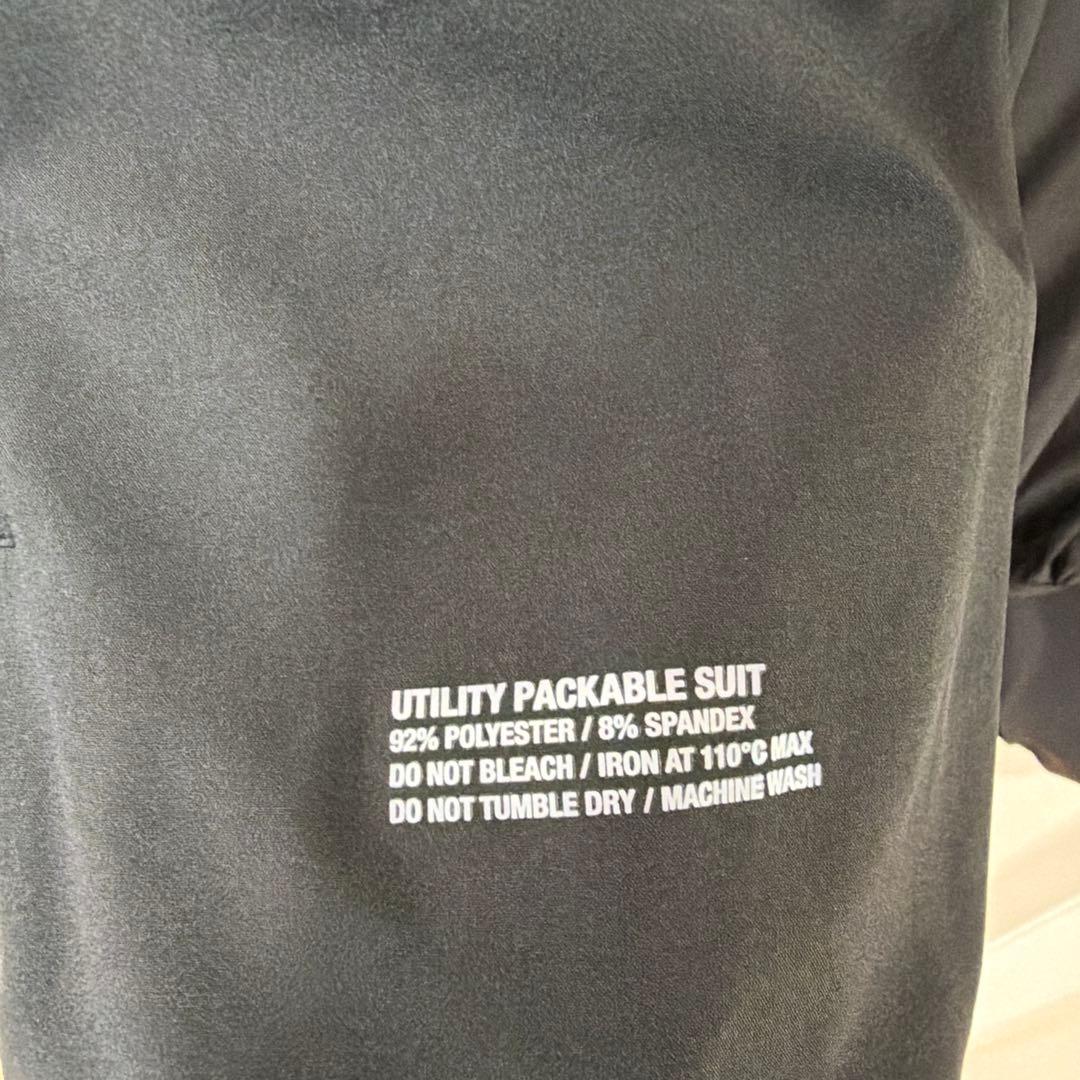 UTILITY PACKABLE SUIT
92% POLYESTER / 8% SPANDEX
DO NOT BLEACH / IRON AT 110°C MAX
DO NOT TUMBLE DRY / MACHINE WASH